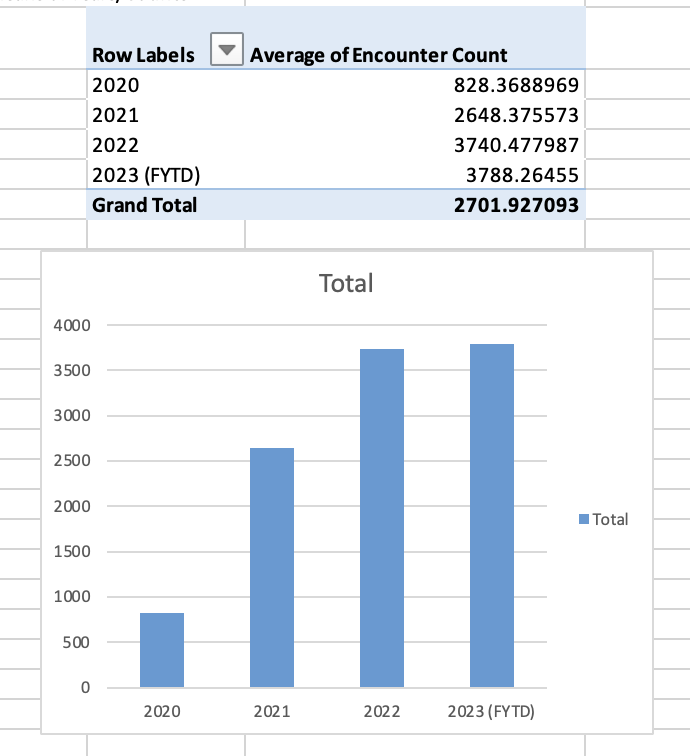 Row Labels Average of Encounter Count
2020 828.3688969
2021 2648.375573
2022 3740.477987
2023 (FYTD) 3788.26455
Grand Total 2701.927093
Total
4000
3500
3000
2500
2000
1500
1000
500
0
Total
2020 2021 2022 2023 (FYTD)